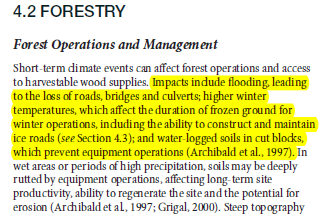 4.2 FORESTRY
Forest Operations and Management
Short-term climate events can affect forest operations and access
to harvestable wood supplies. Impacts include flooding, leading
to the loss of roads, bridges and culverts; higher winter
temperatures, which affect the duration of frozen ground for
winter operations, including the ability to construct and maintain
ice roads (see Section 4.3); and water-logged soils in cut blocks,
which prevent equipment operations (Archibald et al., 1997). In
wet areas or periods of high precipitation, soils may be deeply
rutted by equipment operations, affecting long-term site
productivity, ability to regenerate the site and the potential for
erosion (Archibald et al., 1997; Grigal, 2000). Steep topography